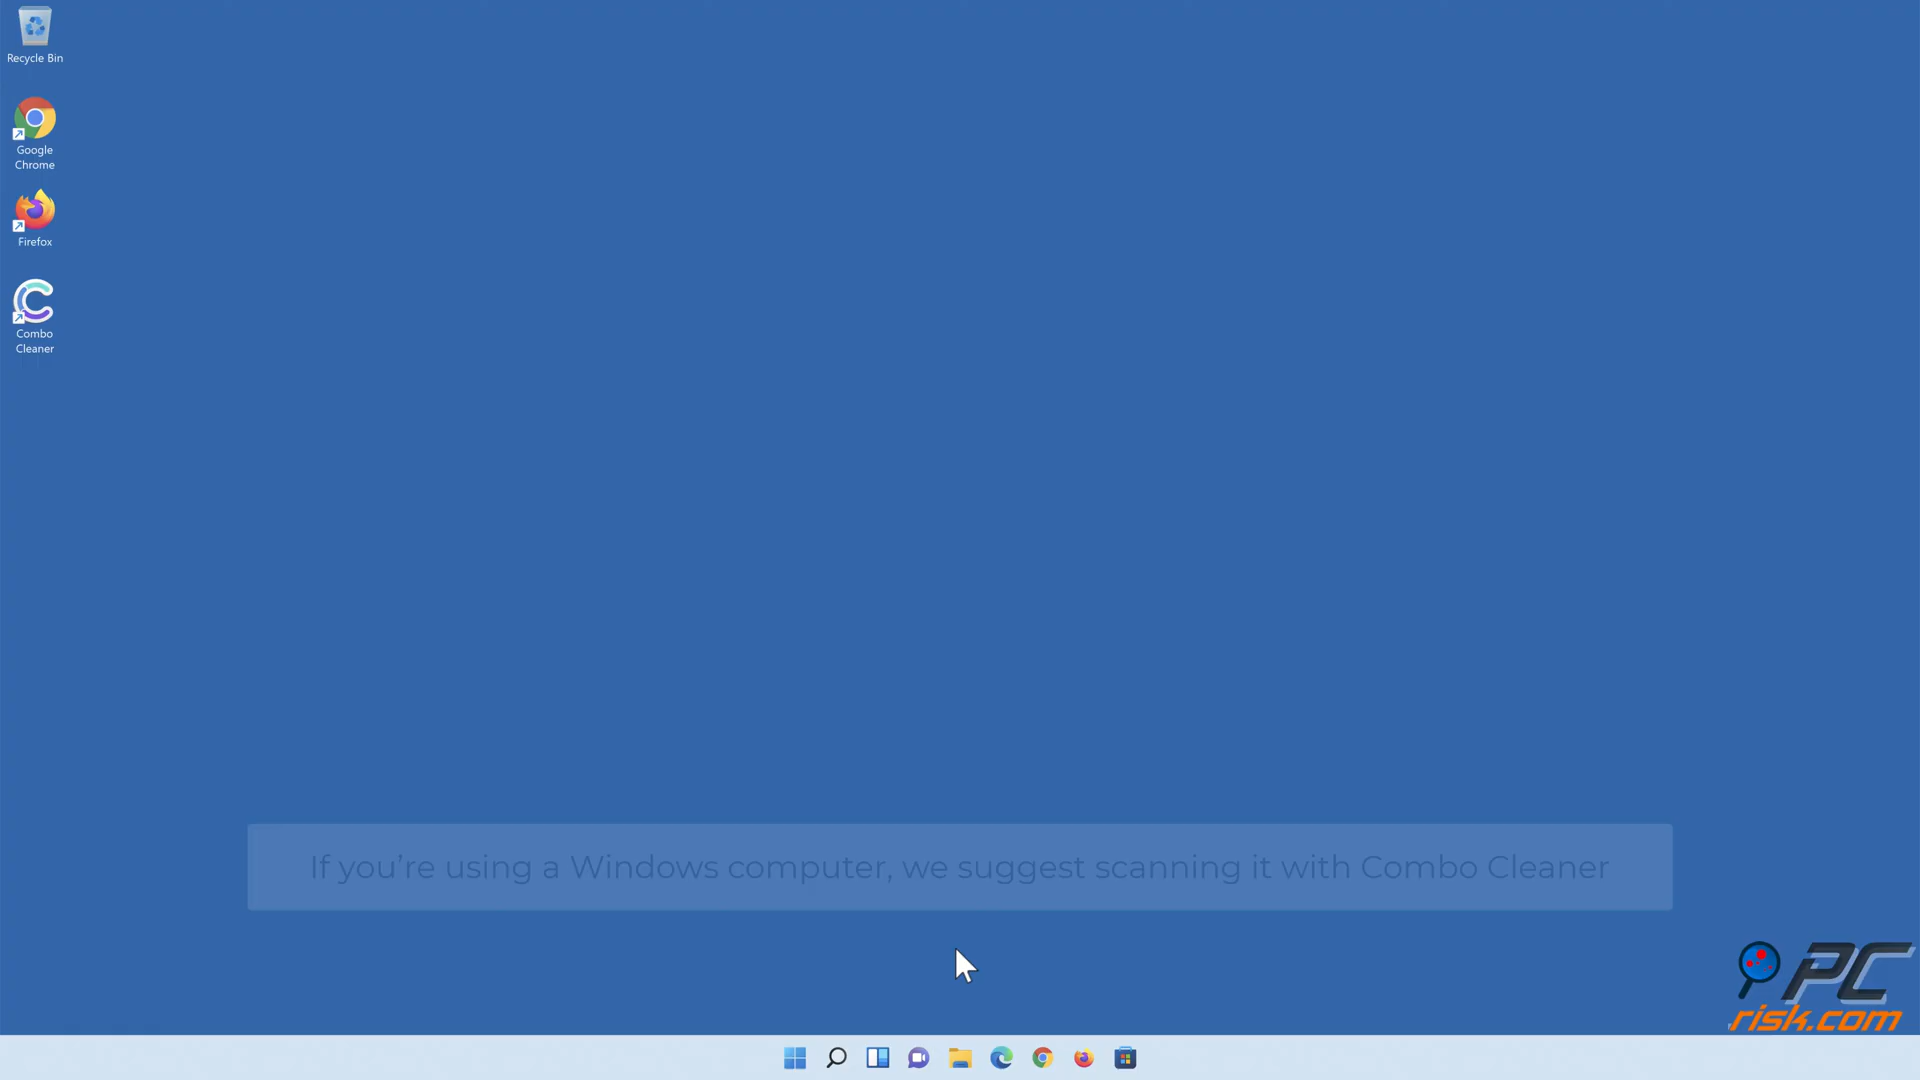 Recycle Bin
Google
Chrome
Firefox
Combo
Cleaner
If you’re using a Windows computer, we suggest scanning it with Combo Cleaner
PC
risk.com